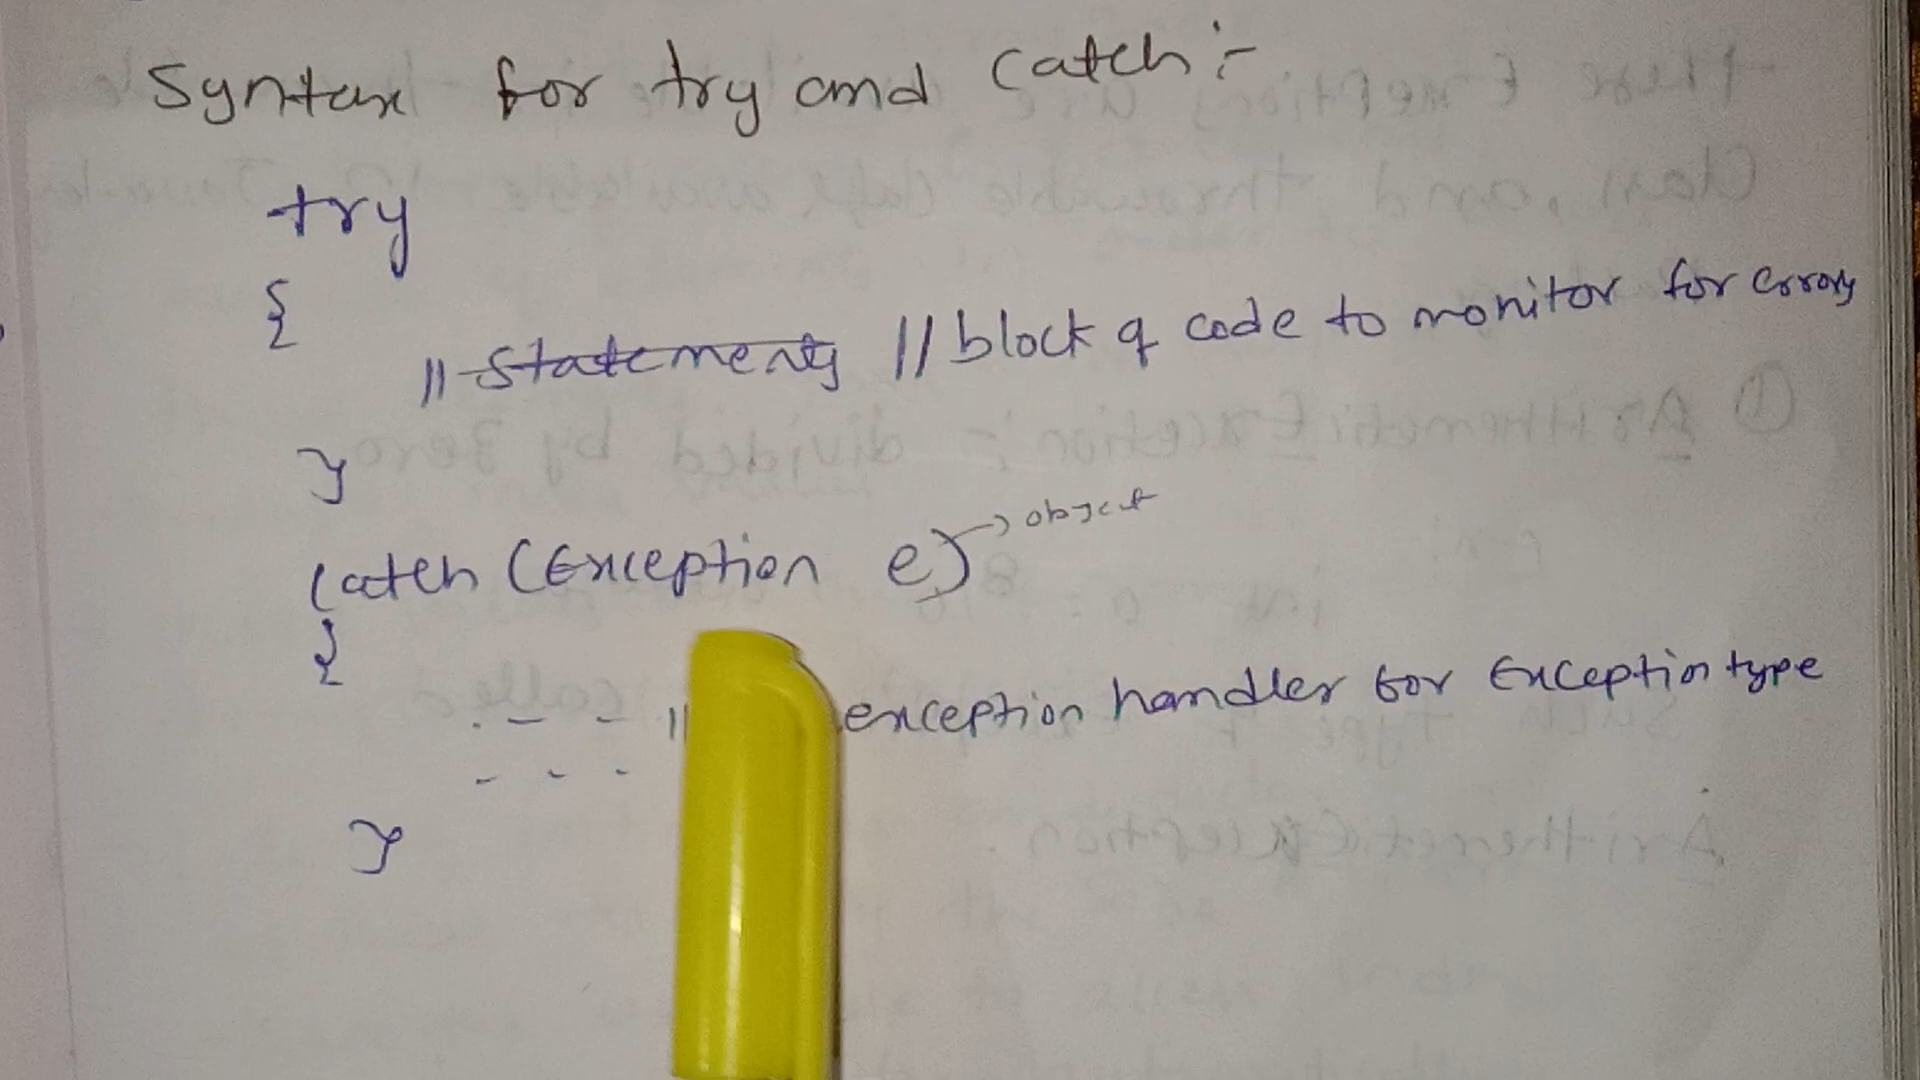 Syntax for try and catch :-
try
{
// Statements // block of code to monitor for errors
}
catch (Exception e) → object
{
- - - // exception handler for Exception type
- - -
}